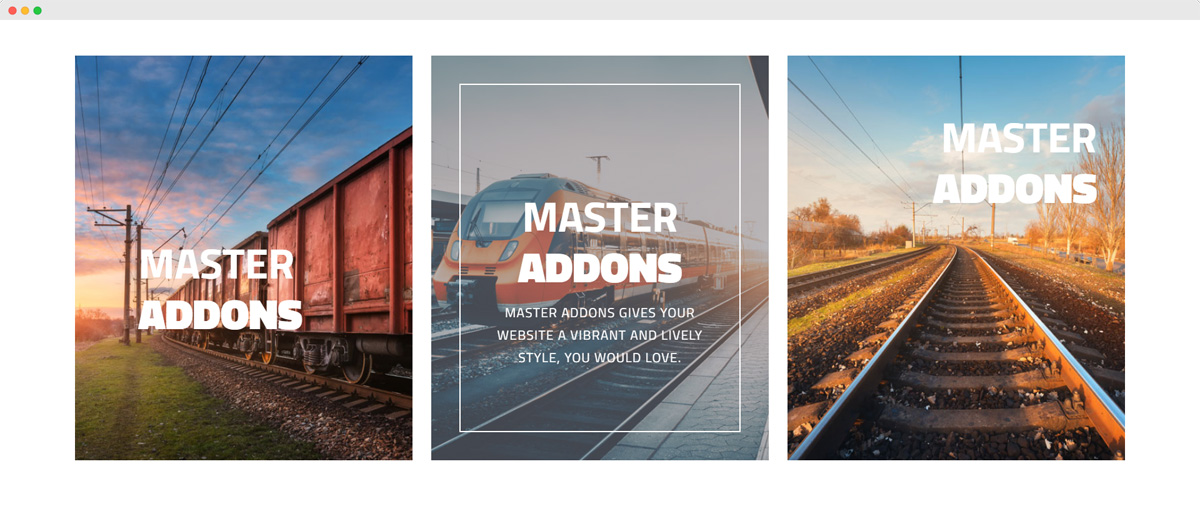 MASTER
ADDONS
MASTER
ADDONS
MASTER ADDONS GIVES YOUR
WEBSITE A VIBRANT AND LIVELY
STYLE, YOU WOULD LOVE.
MASTER
ADDONS